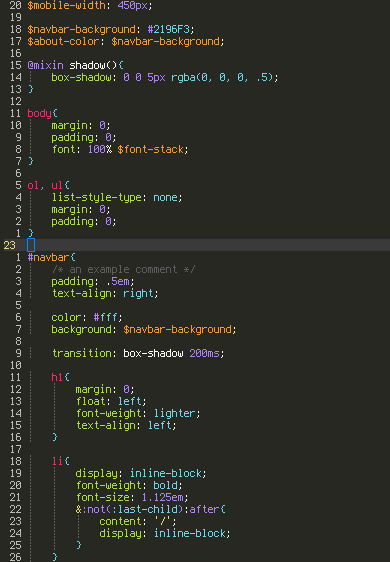 20 $mobile-width: 450px;
19
18 $navbar-background: #2196F3;
17 $about-color: $navbar-background;
16
15 @mixin shadow(){
14     box-shadow: 0 0 5px rgba(0, 0, 0, .5);
13 }
12
11 body{
10     margin: 0;
9     padding: 0;
8     font: 100% $font-stack;
7 }
6
5 ol, ul{
4     list-style-type: none;
3     margin: 0;
2     padding: 0;
1 }
23
1 #navbar{
2     /* an example comment */
3     padding: .5em;
4     text-align: right;
5
6     color: #fff;
7     background: $navbar-background;
8
9     transition: box-shadow 200ms;
10
11     h1{
12         margin: 0;
13         float: left;
14         font-weight: lighter;
15         text-align: left;
16     }
17
18     li{
19         display: inline-block;
20         font-weight: bold;
21         font-size: 1.125em;
22         &:not(:last-child):after{
23             content: '/';
24             display: inline-block;
25         }
26     }